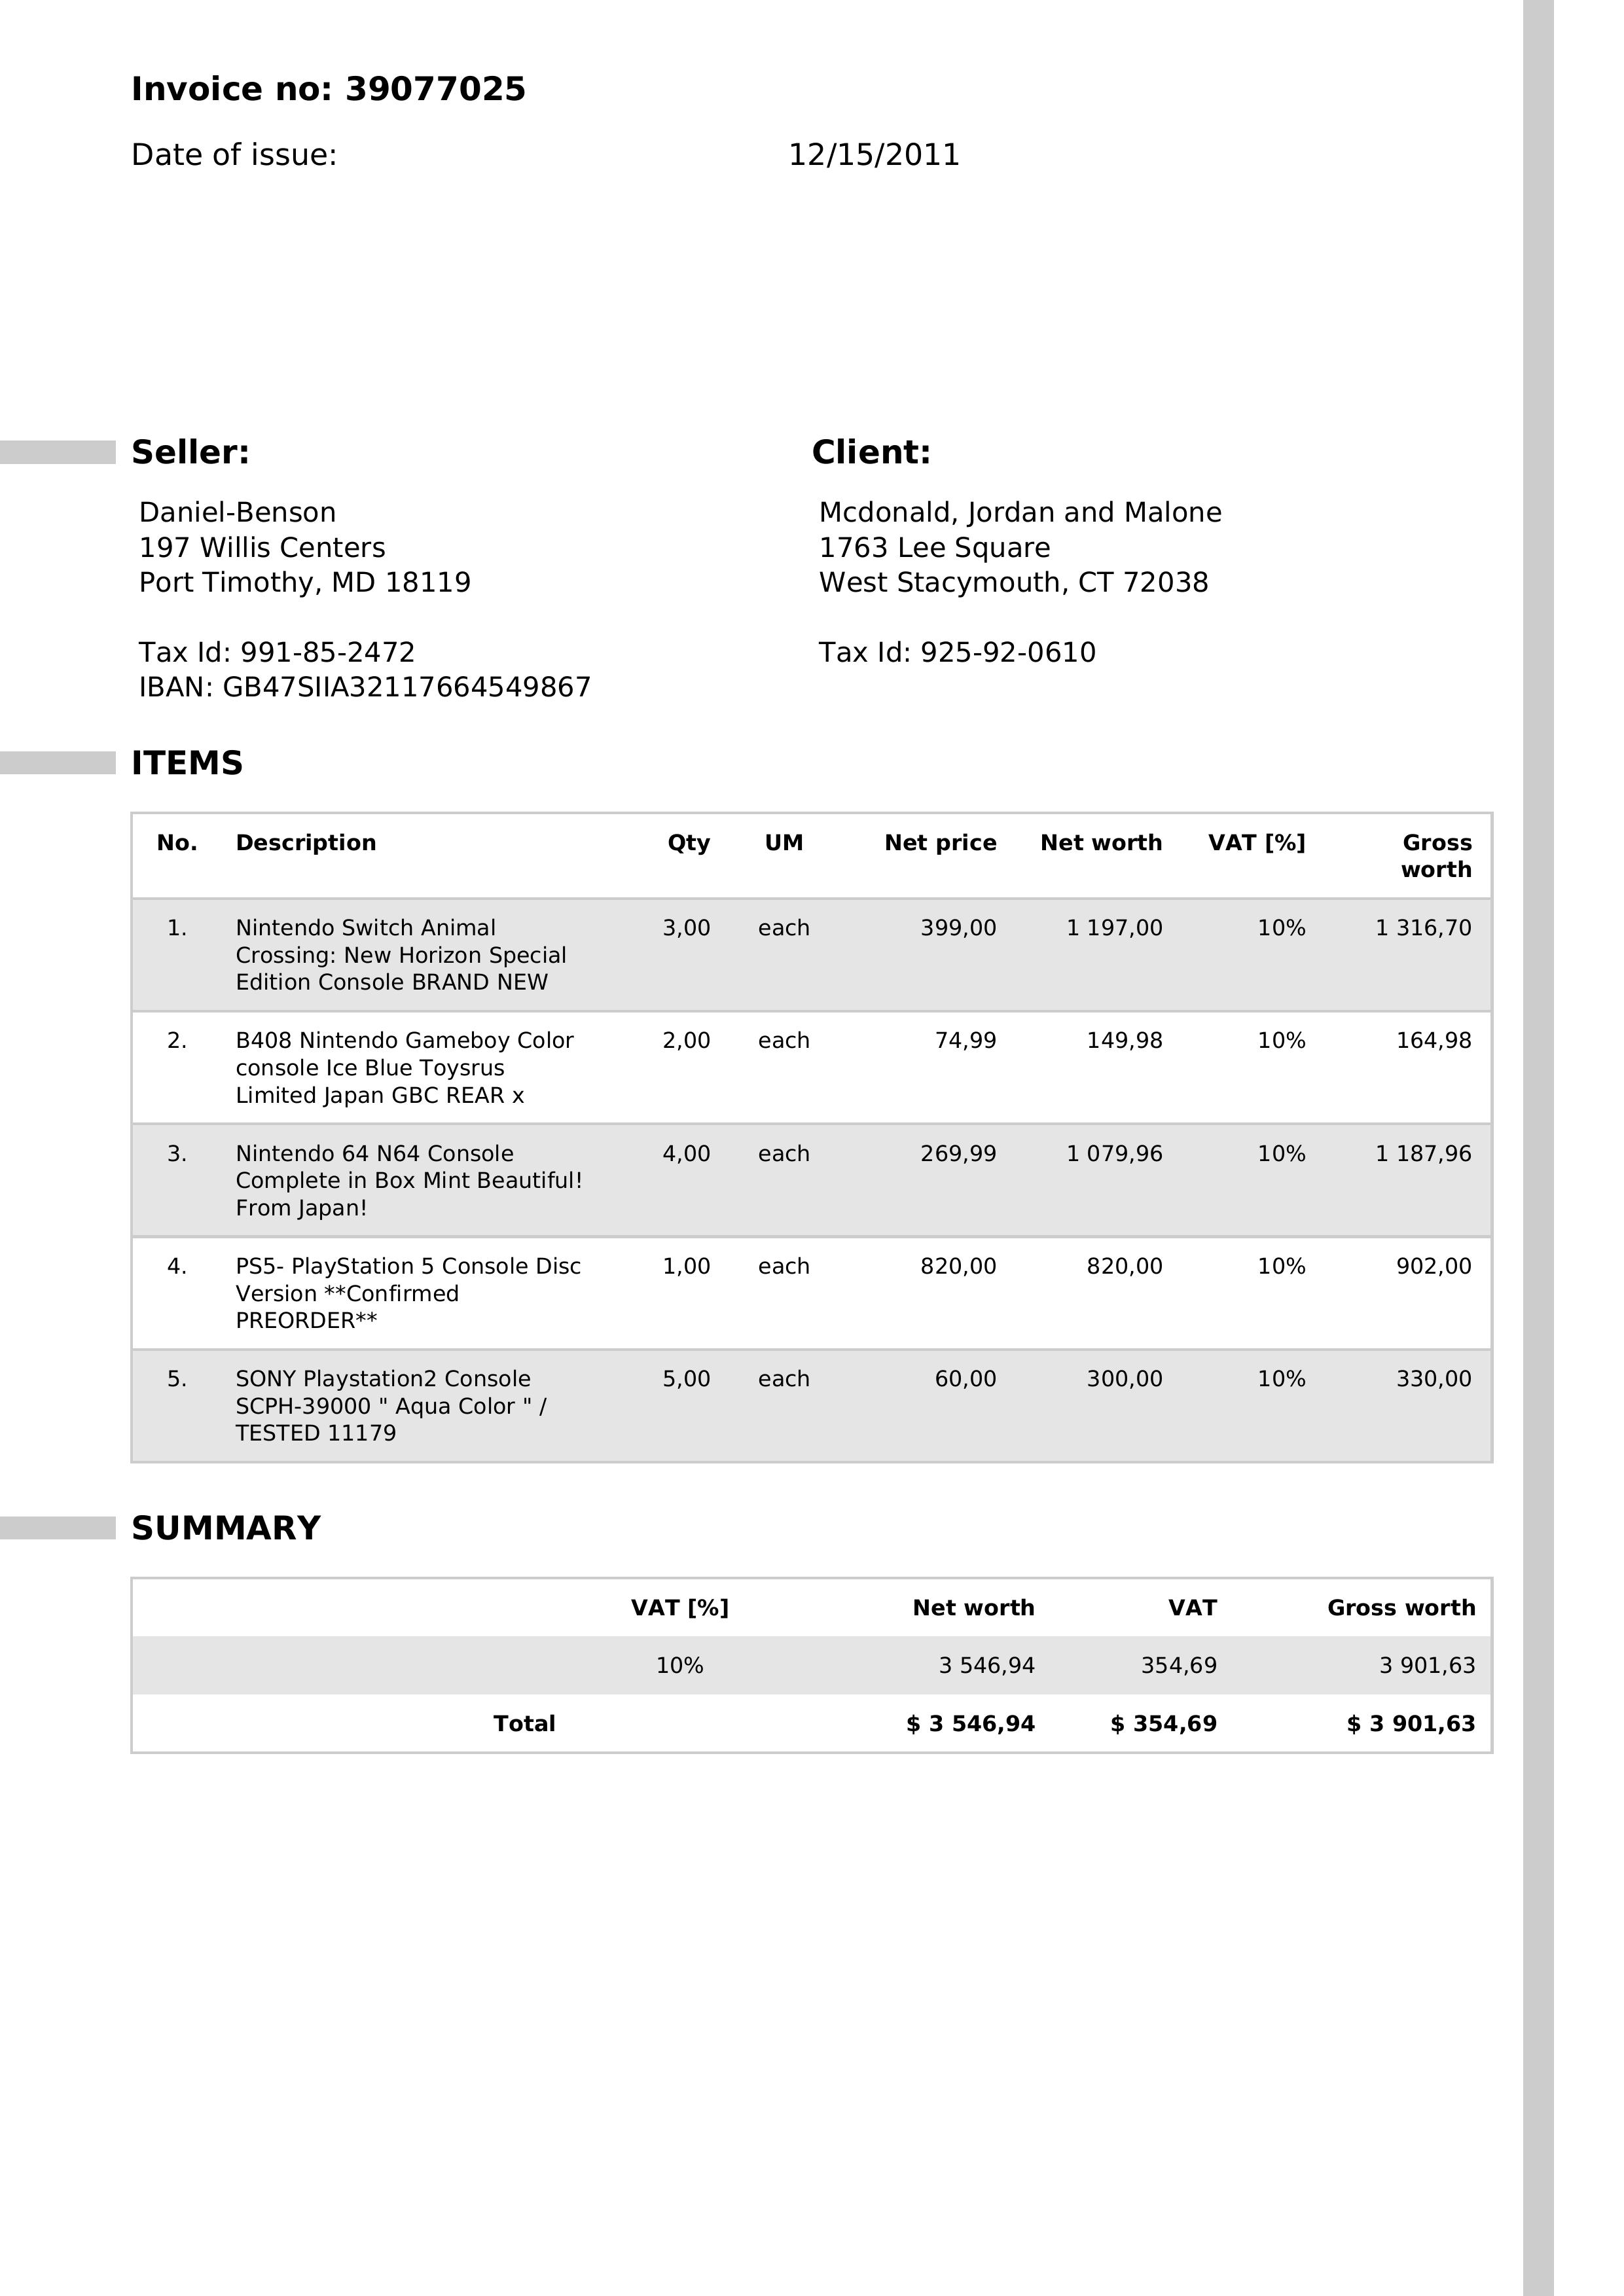 Invoice no: 39077025
Date of issue: 12/15/2011
Seller:
Daniel-Benson
197 Willis Centers
Port Timothy, MD 18119
Tax Id: 991-85-2472
IBAN: GB47SIIA32117664549867
Client:
Mcdonald, Jordan and Malone
1763 Lee Square
West Stacymouth, CT 72038
Tax Id: 925-92-0610
ITEMS
No. Description Qty UM Net price Net worth VAT [%] Gross
worth
1. Nintendo Switch Animal 3,00 each 399,00 1 197,00 10% 1 316,70
Crossing: New Horizon Special
Edition Console BRAND NEW
2. B408 Nintendo Gameboy Color 2,00 each 74,99 149,98 10% 164,98
console Ice Blue Toysrus
Limited Japan GBC REAR x
3. Nintendo 64 N64 Console 4,00 each 269,99 1 079,96 10% 1 187,96
Complete in Box Mint Beautiful!
From Japan!
4. PS5- PlayStation 5 Console Disc 1,00 each 820,00 820,00 10% 902,00
Version **Confirmed
PREORDER**
5. SONY Playstation2 Console 5,00 each 60,00 300,00 10% 330,00
SCPH-39000 " Aqua Color " /
TESTED 11179
SUMMARY
VAT [%] Net worth VAT Gross worth
10% 3 546,94 354,69 3 901,63
Total $ 3 546,94 $ 354,69 $ 3 901,63